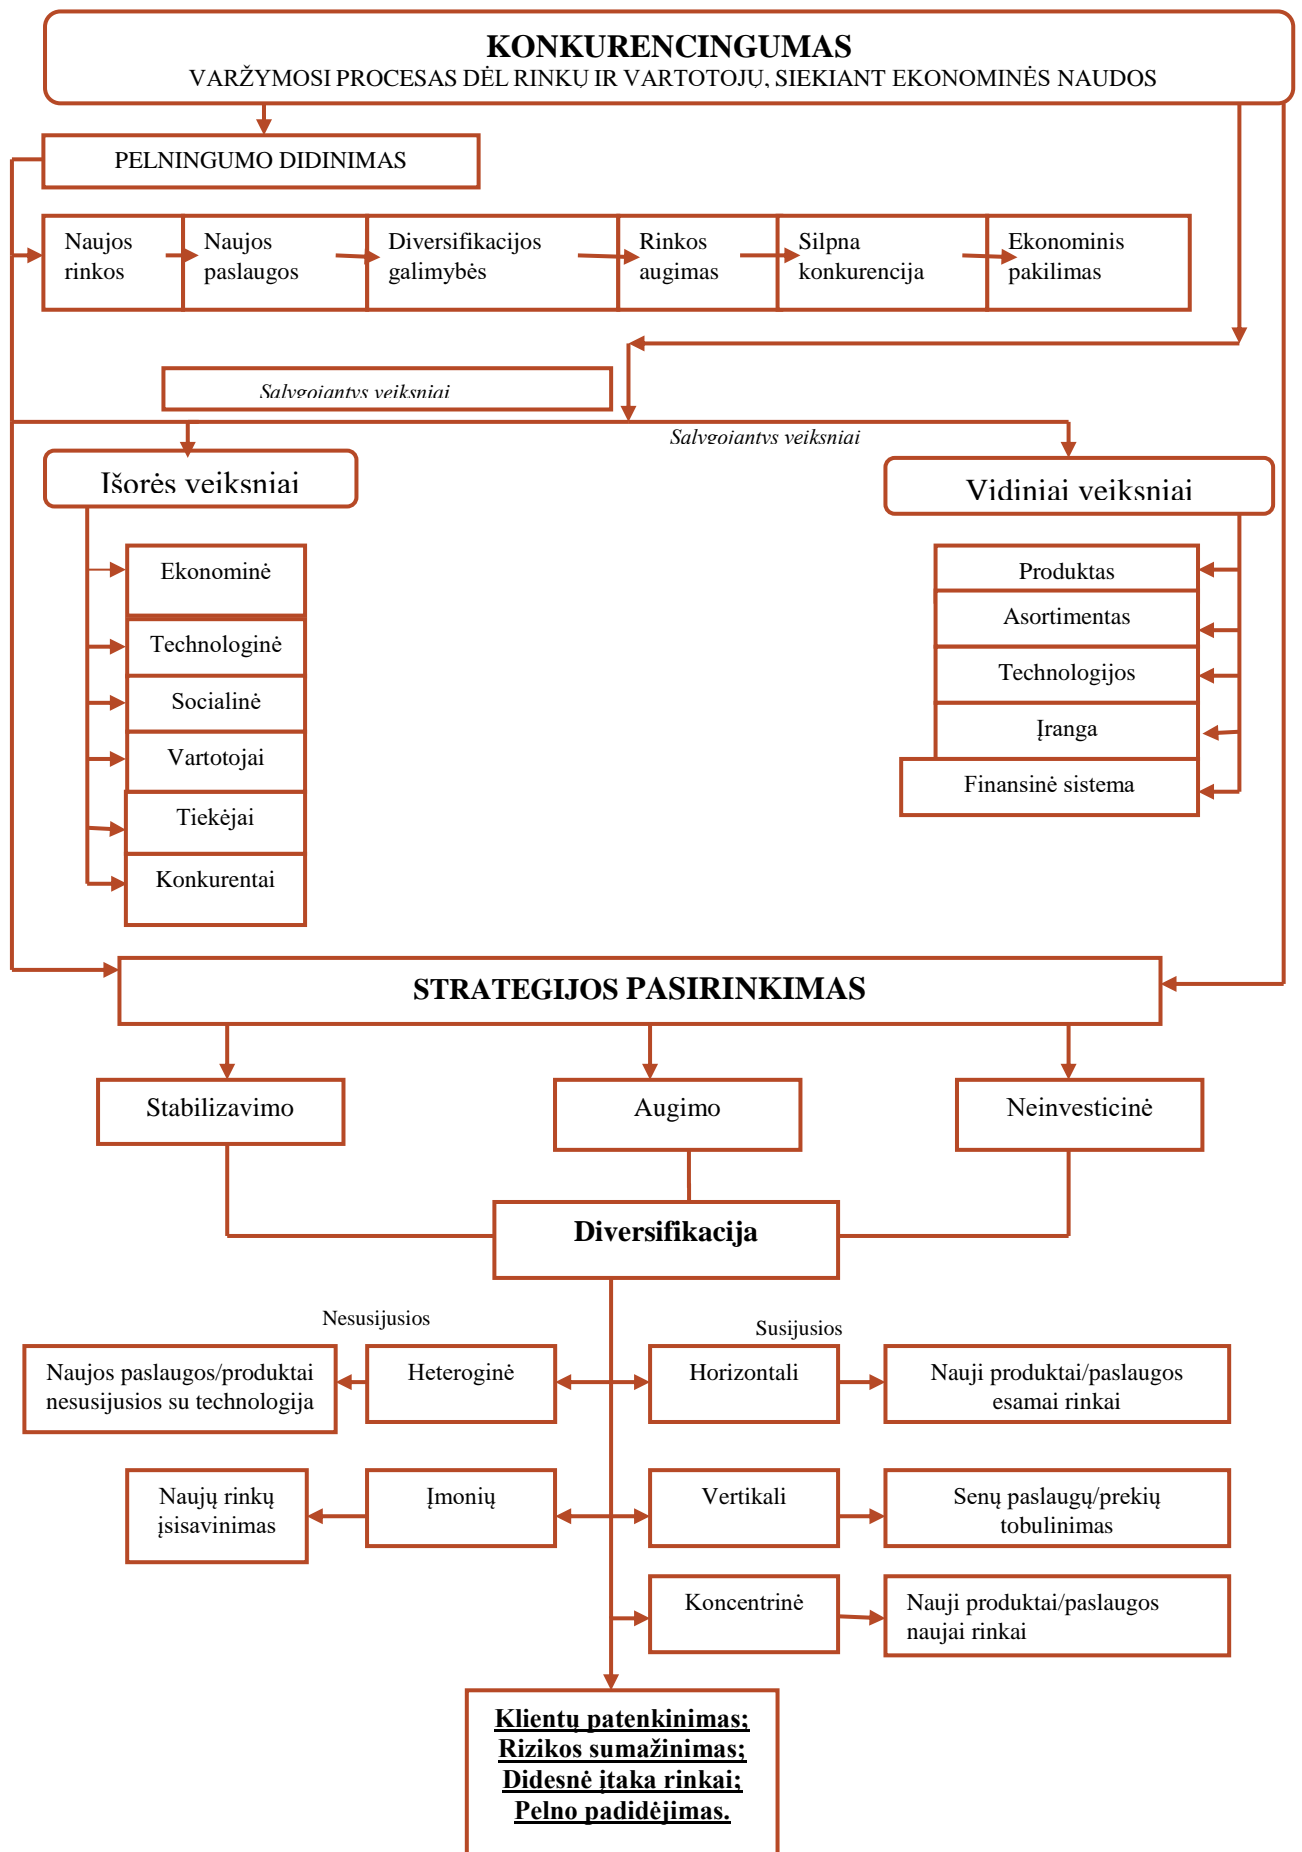 KONKURENCINGUMAS
VARŽYMOSI PROCESAS DĖL RINKŲ IR VARTOTOJŲ, SIEKIANT EKONOMINĖS NAUDOS
PELNINGUMO DIDINIMAS
Naujos
rinkos
Naujos
paslaugos
Diversifikacijos
galimybės
Rinkos
augimas
Silpna
konkurencija
Ekonominis
pakilimas
Sąlygojantys veiksniai
Sąlygojantys veiksniai
Išorės veiksniai
Vidiniai veiksniai
Ekonominė
Technologinė
Socialinė
Vartotojai
Tiekėjai
Konkurentai
Produktas
Asortimentas
Technologijos
Įranga
Finansinė sistema
STRATEGIJOS PASIRINKIMAS
Stabilizavimo
Augimo
Neinvesticinė
Diversifikacija
Nesusijusios
Susijusios
Naujos paslaugos/produktai
nesusijusios su technologija
Heteroginė
Horizontali
Nauji produktai/paslaugos
esamai rinkai
Naujų rinkų
įsisavinimas
Įmonių
Vertikali
Senų paslaugų/prekių
tobulinimas
Koncentrinė
Nauji produktai/paslaugos
naujai rinkai
Klientų patenkinimas;
Rizikos sumažinimas;
Didesnė įtaka rinkai;
Pelno padidėjimas.